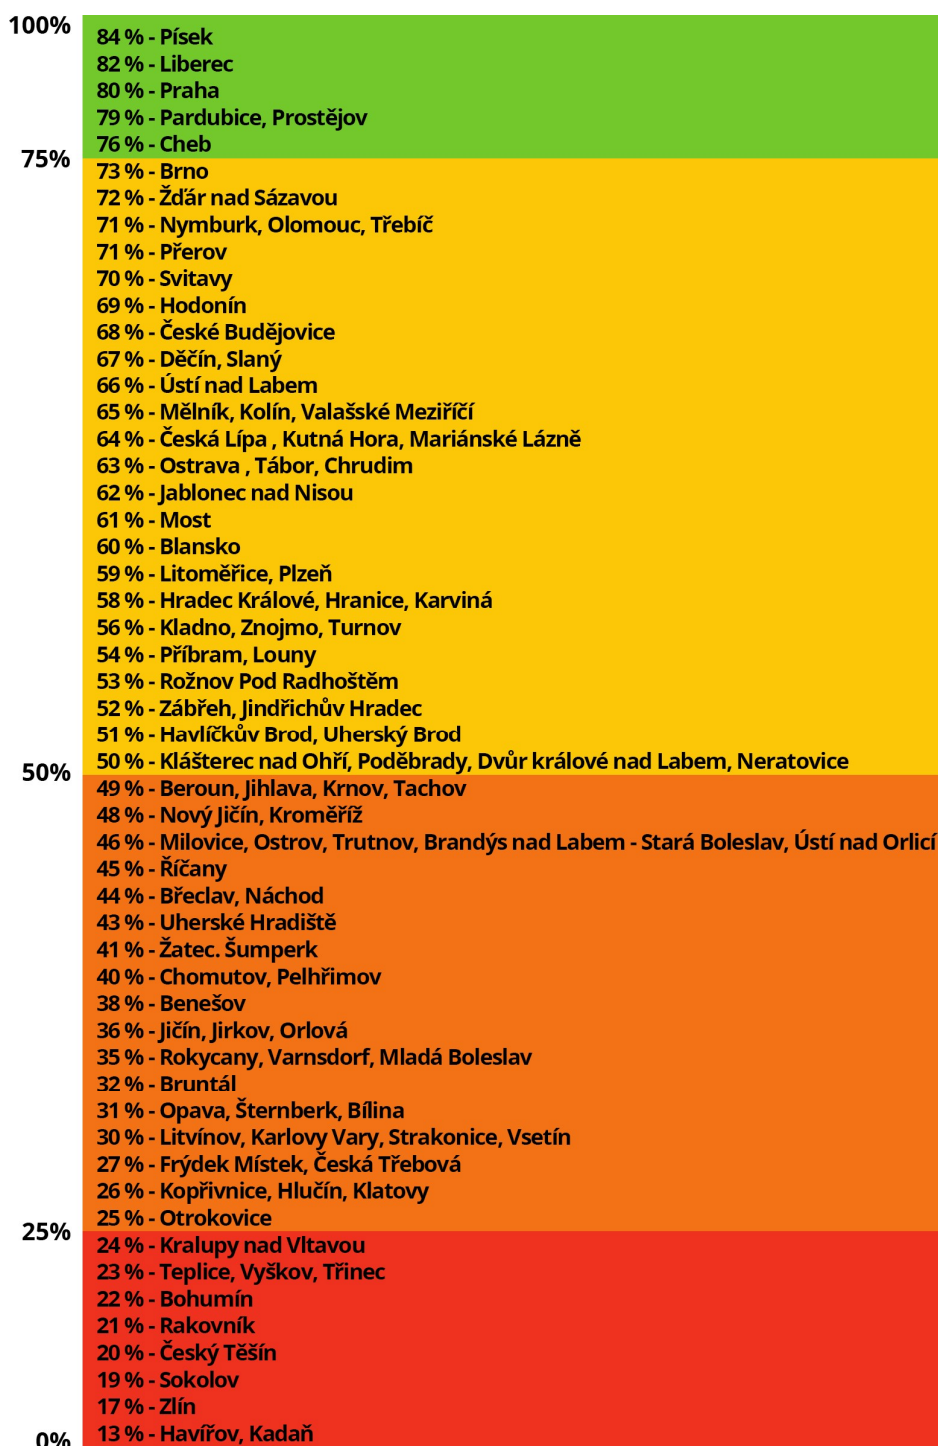 100%
84 % - Písek
82 % - Liberec
80 % - Praha
79 % - Pardubice, Prostějov
76 % - Cheb
75%
73 % - Brno
72 % - Žďár nad Sázavou
71 % - Nymburk, Olomouc, Třebíč
71 % - Přerov
70 % - Svitavy
69 % - Hodonín
68 % - České Budějovice
67 % - Děčín, Slaný
66 % - Ústí nad Labem
65 % - Mělník, Kolín, Valašské Meziříčí
64 % - Česká Lípa , Kutná Hora, Mariánské Lázně
63 % - Ostrava , Tábor, Chrudim
62 % - Jablonec nad Nisou
61 % - Most
60 % - Blansko
59 % - Litoměřice, Plzeň
58 % - Hradec Králové, Hranice, Karviná
56 % - Kladno, Znojmo, Turnov
54 % - Příbram, Louny
53 % - Rožnov Pod Radhoštěm
52 % - Zábřeh, Jindřichův Hradec
51 % - Havlíčkův Brod, Uherský Brod
50 % - Klášterec nad Ohří, Poděbrady, Dvůr králové nad Labem, Neratovice
50%
49 % - Beroun, Jihlava, Krnov, Tachov
48 % - Nový Jičín, Kroměříž
46 % - Milovice, Ostrov, Trutnov, Brandýs nad Labem - Stará Boleslav, Ústí nad Orlicí
45 % - Říčany
44 % - Břeclav, Náchod
43 % - Uherské Hradiště
41 % - Žatec. Šumperk
40 % - Chomutov, Pelhřimov
38 % - Benešov
36 % - Jičín, Jirkov, Orlová
35 % - Rokycany, Varnsdorf, Mladá Boleslav
32 % - Bruntál
31 % - Opava, Šternberk, Bílina
30 % - Litvínov, Karlovy Vary, Strakonice, Vsetín
27 % - Frýdek Místek, Česká Třebová
26 % - Kopřivnice, Hlučín, Klatovy
25 % - Otrokovice
25%
24 % - Kralupy nad Vltavou
23 % - Teplice, Vyškov, Třinec
22 % - Bohumín
21 % - Rakovník
20 % - Český Těšín
19 % - Sokolov
17 % - Zlín
13 % - Havířov, Kadaň
0%